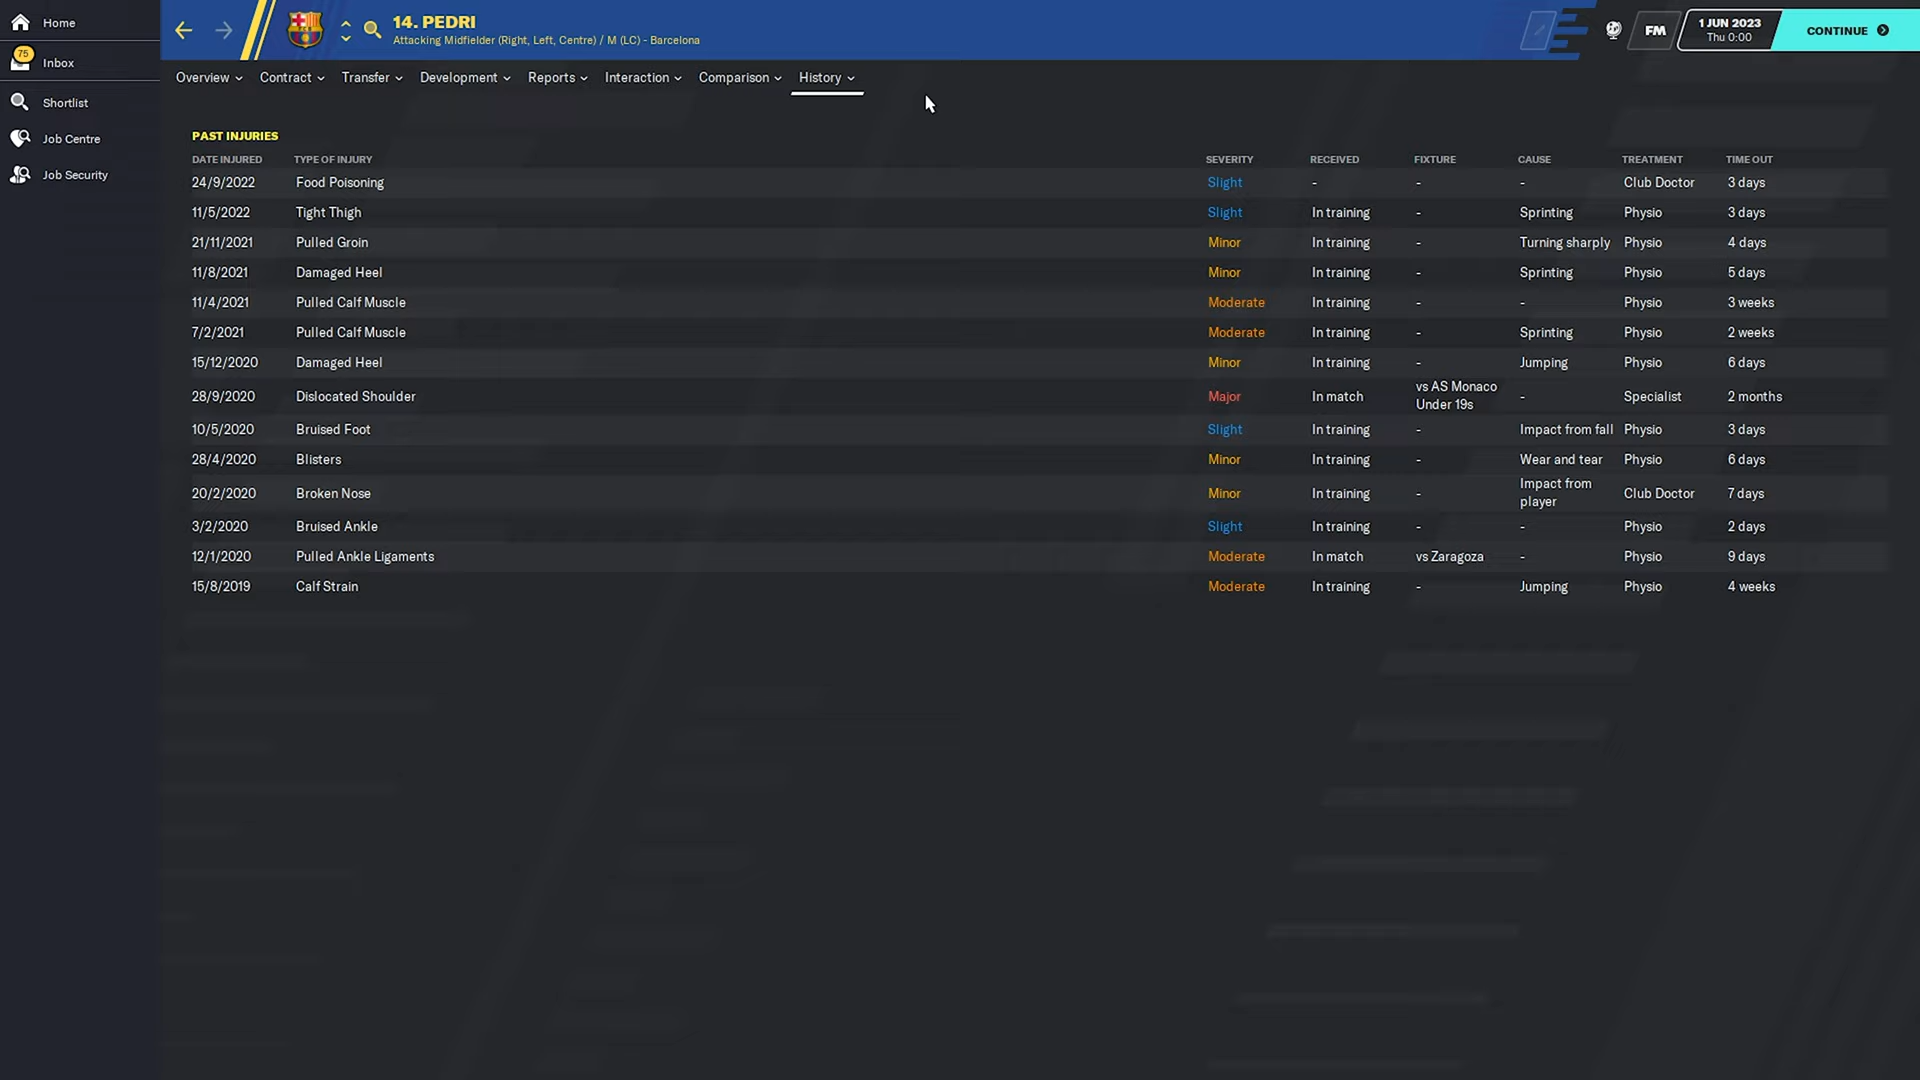 Home
75
Inbox
Shortlist
Job Centre
Job Security
14. PEDRI
Attacking Midfielder (Right, Left, Centre) / M (LC) - Barcelona
FM
1 JUN 2023
Thu 0:00
CONTINUE
Overview Contract Transfer Development Reports Interaction Comparison History
PAST INJURIES
DATE INJURED TYPE OF INJURY SEVERITY RECEIVED FIXTURE CAUSE TREATMENT TIME OUT
24/9/2022 Food Poisoning Slight - - - Club Doctor 3 days
11/5/2022 Tight Thigh Slight In training - Sprinting Physio 3 days
21/11/2021 Pulled Groin Minor In training - Turning sharply Physio 4 days
11/8/2021 Damaged Heel Minor In training - Sprinting Physio 5 days
11/4/2021 Pulled Calf Muscle Moderate In training - - Physio 3 weeks
7/2/2021 Pulled Calf Muscle Moderate In training - Sprinting Physio 2 weeks
15/12/2020 Damaged Heel Minor In training - Jumping Physio 6 days
28/9/2020 Dislocated Shoulder Major In match vs AS Monaco Under 19s - Specialist 2 months
10/5/2020 Bruised Foot Slight In training - Impact from fall Physio 3 days
28/4/2020 Blisters Minor In training - Wear and tear Physio 6 days
20/2/2020 Broken Nose Minor In training - Impact from player Club Doctor 7 days
3/2/2020 Bruised Ankle Slight In training - - Physio 2 days
12/1/2020 Pulled Ankle Ligaments Moderate In match vs Zaragoza - Physio 9 days
15/8/2019 Calf Strain Moderate In training - Jumping Physio 4 weeks